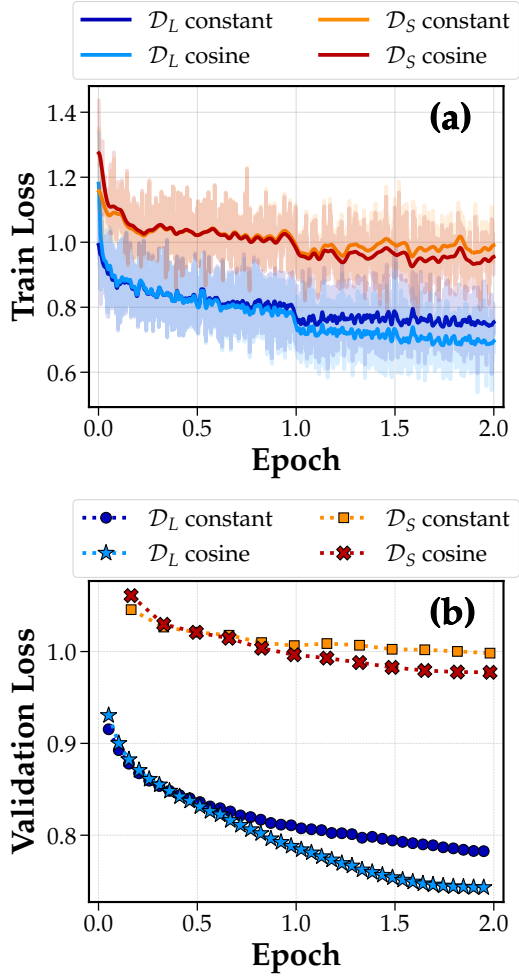 𝒟_L constant 𝒟_S constant
𝒟_L cosine 𝒟_S cosine
(a)
Train Loss
1.4
1.2
1.0
0.8
0.6
0.0 0.5 1.0 1.5 2.0
Epoch
𝒟_L constant 𝒟_S constant
𝒟_L cosine 𝒟_S cosine
(b)
Validation Loss
1.0
0.9
0.8
0.0 0.5 1.0 1.5 2.0
Epoch